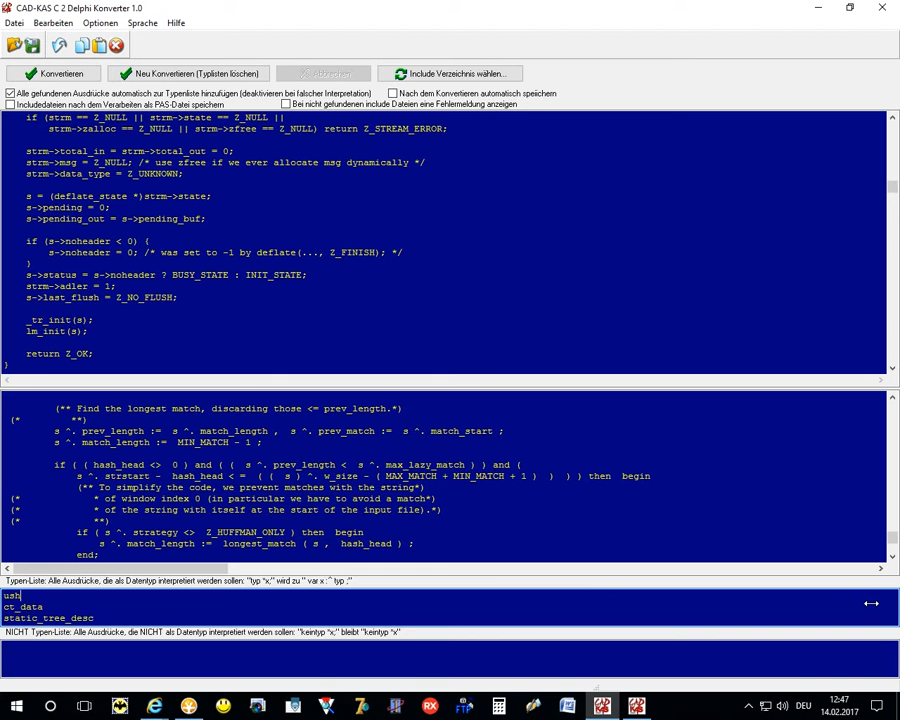 CAD-KAS C 2 Delphi Konverter 1.0
Datei Bearbeiten Optionen Sprache Hilfe
Konvertieren Neu Konvertieren (Typlisten löschen) Abbrechen Include Verzeichnis wählen...
Alle gefundenen Ausdrücke automatisch zur Typenliste hinzufügen (deaktivieren bei falscher Interpretation) Nach dem Konvertieren automatisch speichern
Includedateien nach dem Verarbeiten als PAS-Datei speichern Bei nicht gefundenen include Dateien eine Fehlermeldung anzeigen
if (strm == Z_NULL || strm->state == Z_NULL ||
strm->zalloc == Z_NULL || strm->zfree == Z_NULL) return Z_STREAM_ERROR;
strm->total_in = strm->total_out = 0;
strm->msg = Z_NULL; /* use zfree if we ever allocate msg dynamically */
strm->data_type = Z_UNKNOWN;
s = (deflate_state *)strm->state;
s->pending = 0;
s->pending_out = s->pending_buf;
if (s->noheader < 0) {
s->noheader = 0; /* was set to -1 by deflate(..., Z_FINISH); */
}
s->status = s->noheader ? BUSY_STATE : INIT_STATE;
strm->adler = 1;
s->last_flush = Z_NO_FLUSH;
_tr_init(s);
lm_init(s);
return Z_OK;
}
(** Find the longest match, discarding those <= prev_length.*)
(* **)
s ^. prev_length := s ^. match_length , s ^. prev_match := s ^. match_start ;
s ^. match_length := MIN_MATCH - 1 ;
if ( ( hash_head <> 0 ) and ( ( s ^. prev_length < s ^. max_lazy_match ) ) and (
s ^. strstart - hash_head < = ( ( s ) ^. w_size - ( MAX_MATCH + MIN_MATCH + 1 ) ) ) ) then begin
(** To simplify the code, we prevent matches with the string*)
(* * of window index 0 (in particular we have to avoid a match*)
(* * of the string with itself at the start of the input file).*)
(* **)
if ( s ^. strategy <> Z_HUFFMAN_ONLY ) then begin
s ^. match_length := longest_match ( s , hash_head ) ;
end;
Typen-Liste: Alle Ausdrücke, die als Datentyp interpretiert werden sollen: "typ *x;" wird zu " var x :^ typ ;"
ush
ct_data
static_tree_desc
NICHT Typen-Liste: Alle Ausdrücke, die NICHT als Datentyp interpretiert werden sollen: "keintyp *x;" bleibt "keintyp *x"
DEU
12:47
14.02.2017